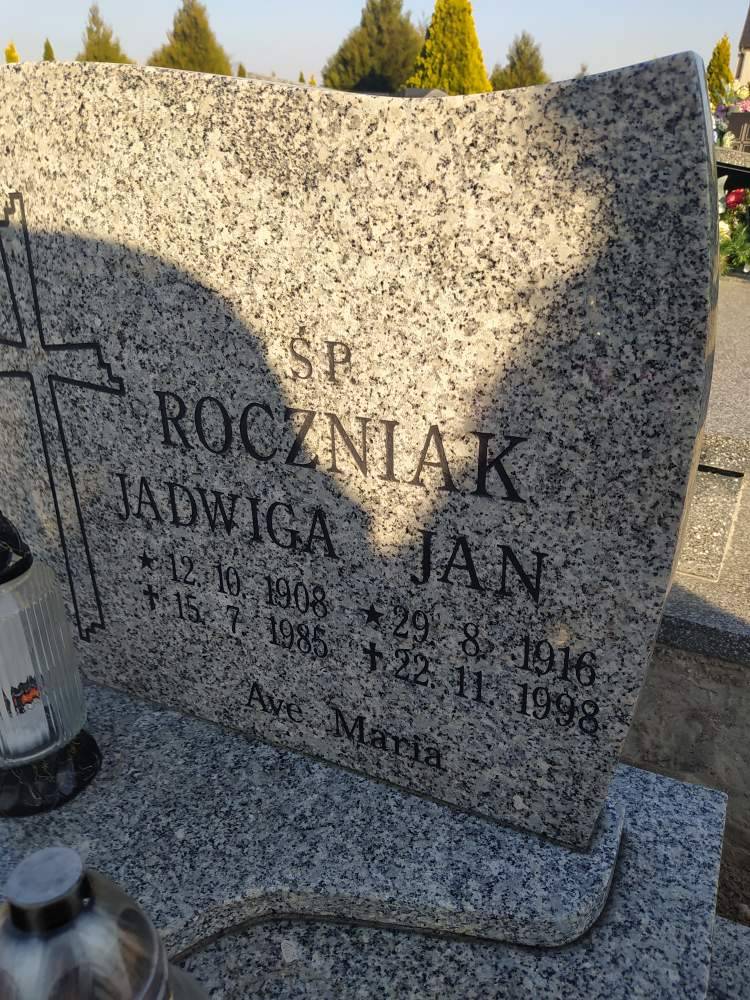 ŚP.
ROCZNIAK
JADWIGA JAN
★ 12. 10. 1908 ★ 29. 8. 1916
✝ 15. 7. 1985 ✝ 22. 11. 1998
Ave Maria